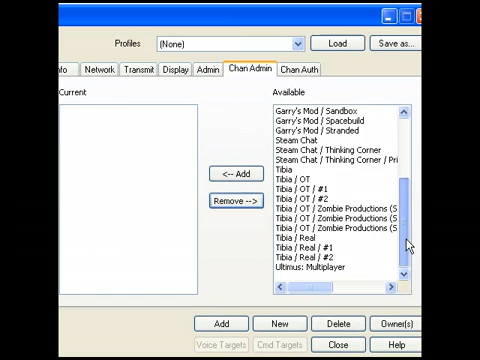 Profiles (None) Load Save as...
nfo Network Transmit Display Admin Chan Admin Chan Auth
Current Available
Garry's Mod / Sandbox
Garry's Mod / Spacebuild
Garry's Mod / Stranded
Steam Chat
Steam Chat / Thinking Corner
Steam Chat / Thinking Corner / Pri
Tibia
Tibia / OT
Tibia / OT / #1
Tibia / OT / #2
Tibia / OT / Zombie Productions (S
Tibia / OT / Zombie Productions (S
Tibia / OT / Zombie Productions (S
Tibia / Real
Tibia / Real / #1
Tibia / Real / #2
Ultimus: Multiplayer
<-- Add
Remove -->
Add New Delete Owner(s)
Voice Targets Cmd Targets Close Help